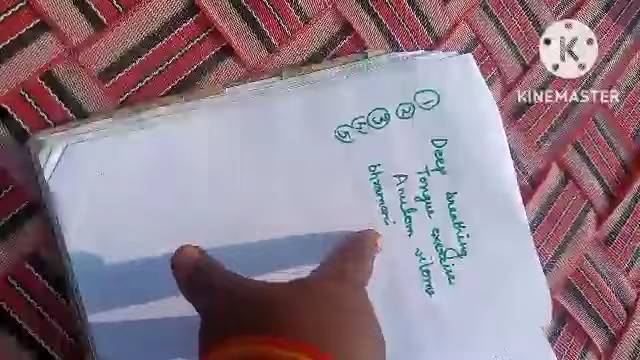 ① Deep breathing
② Tongue exercise
③ Anulom vilom
④ bhramari
⑤
KINEMASTER